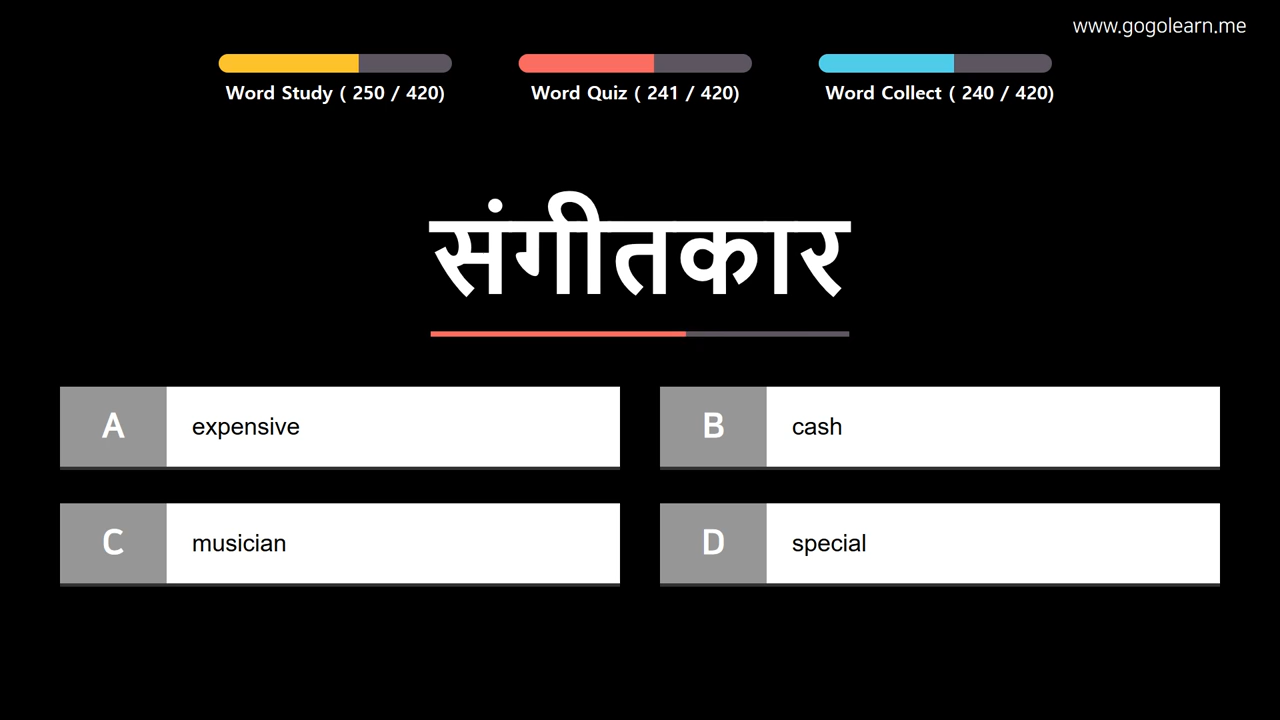 www.gogolearn.me
Word Study ( 250 / 420)
Word Quiz ( 241 / 420)
Word Collect ( 240 / 420)
संगीतकार
A expensive
B cash
C musician
D special